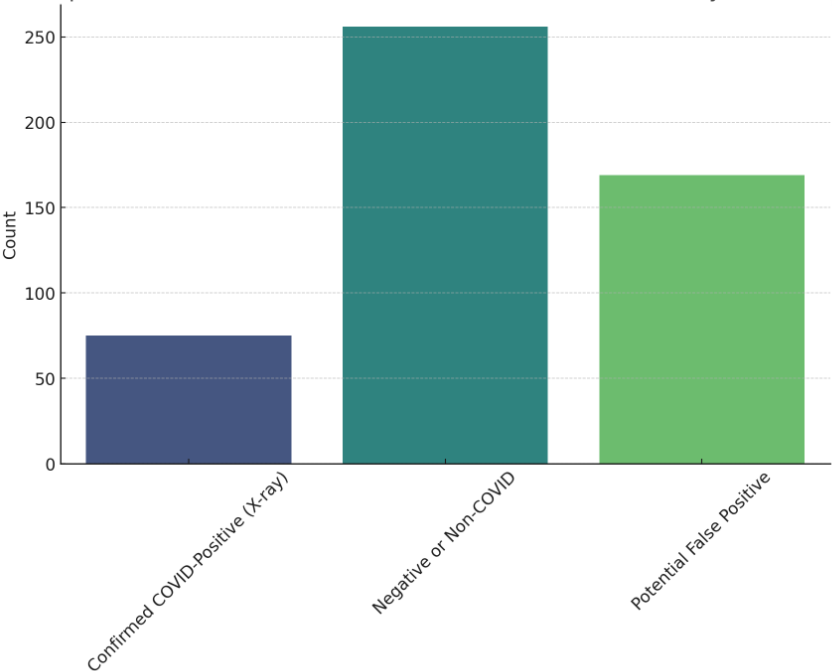 250
200
150
100
50
0
Count
Confirmed COVID-Positive (X-ray)
Negative or Non-COVID
Potential False Positive